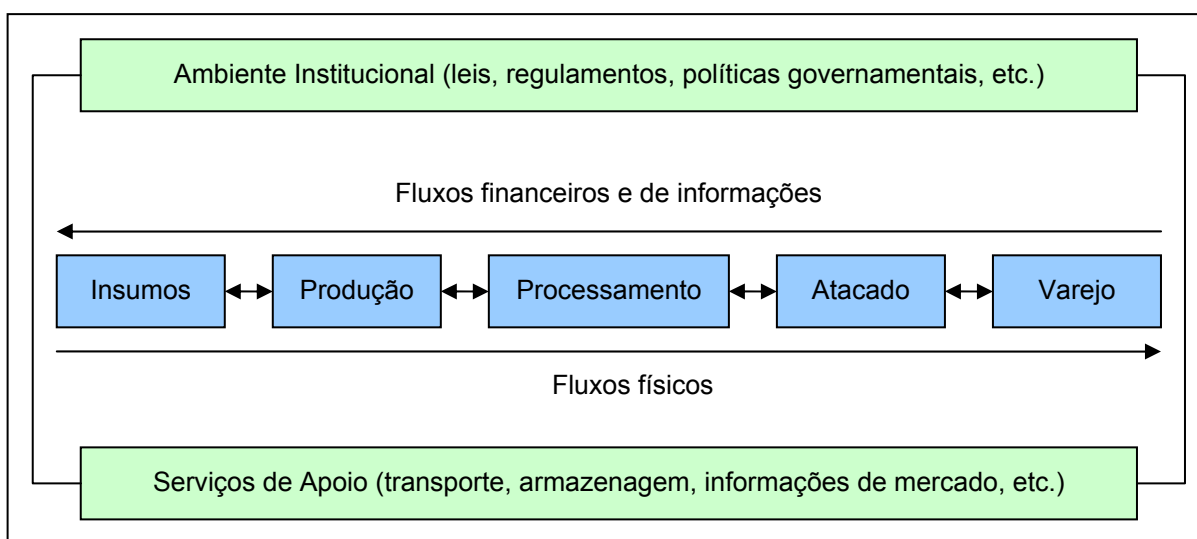 Ambiente Institucional (leis, regulamentos, políticas governamentais, etc.)
Fluxos financeiros e de informações
Insumos
Produção
Processamento
Atacado
Varejo
Fluxos físicos
Serviços de Apoio (transporte, armazenagem, informações de mercado, etc.)